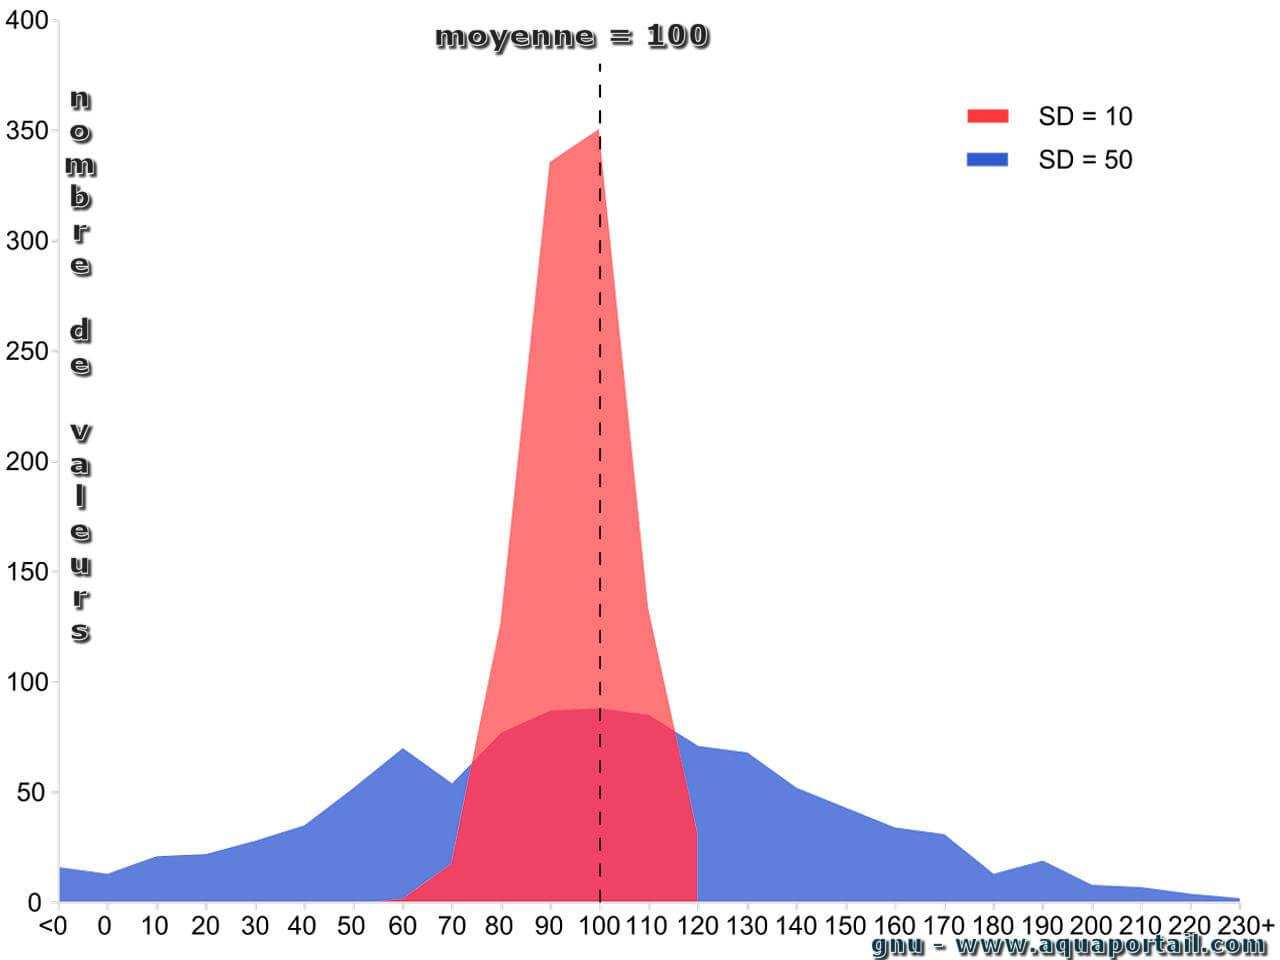 moyenne = 100
nombre de valeurs
400
350
300
250
200
150
100
50
0
SD = 10
SD = 50
<0 0 10 20 30 40 50 60 70 80 90 100 110 120 130 140 150 160 170 180 190 200 210 220 230+
gnu - www.aquaportail.com